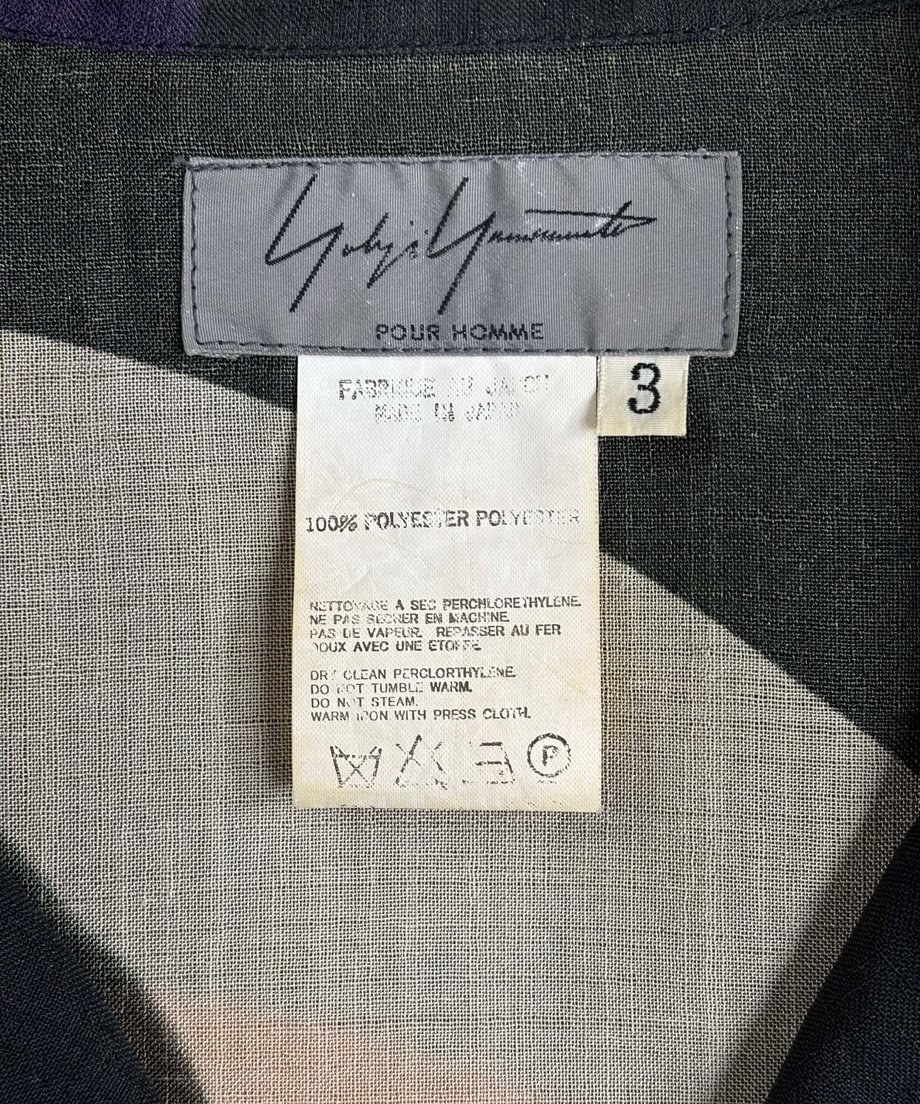 Yohji Yamamoto
POUR HOMME
3
FABRIQUE AU JAPON
MADE IN JAPAN
100% POLYESTER POLYESTER
NETTOYAGE A SEC PERCHLORETHYLENE.
NE PAS SECHER EN MACHINE.
PAS DE VAPEUR. REPASSER AU FER
DOUX AVEC UNE ETOFFE.
DRY CLEAN PERCLORTHYLENE.
DO NOT TUMBLE WARM.
DO NOT STEAM.
WARM IRON WITH PRESS CLOTH.
P